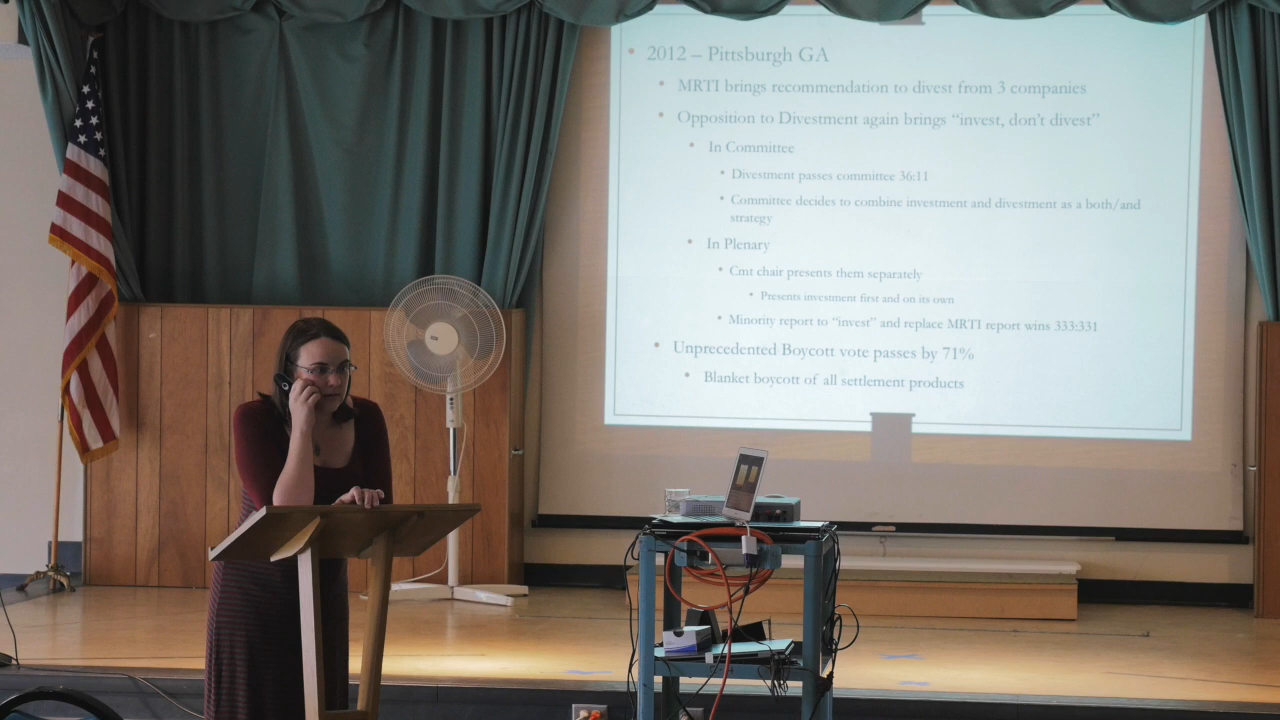 2012 – Pittsburgh GA
MRTI brings recommendation to divest from 3 companies
Opposition to Divestment again brings “invest, don’t divest”
In Committee
Divestment passes committee 36:11
Committee decides to combine investment and divestment as a both/and
strategy
In Plenary
Cmt chair presents them separately
Presents investment first and on its own
Minority report to “invest” and replace MRTI report wins 333:331
Unprecedented Boycott vote passes by 71%
Blanket boycott of all settlement products